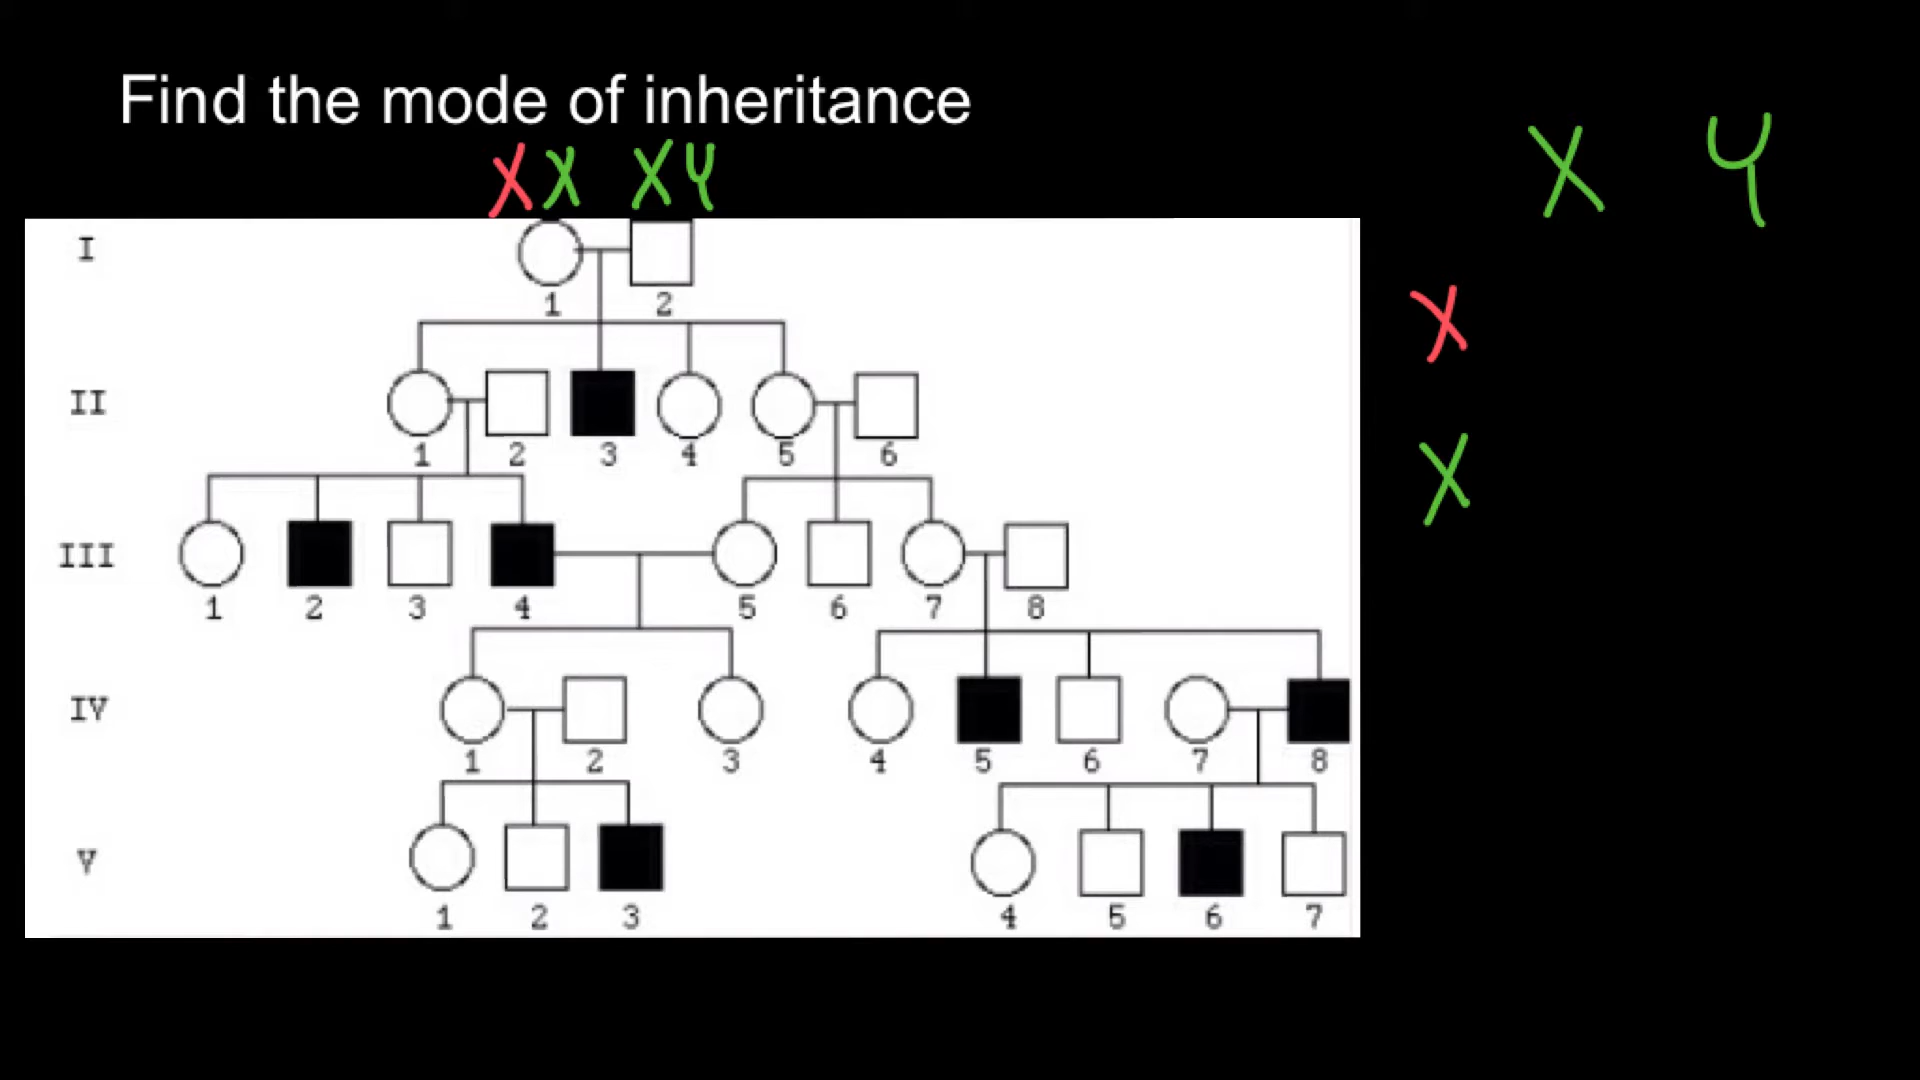 Find the mode of inheritance
X X X Y
X Y
X
X
I
1 2
II
1 2 3 4 5 6
III
1 2 3 4 5 6 7 8
IV
1 2 3 4 5 6 7 8
V
1 2 3 4 5 6 7